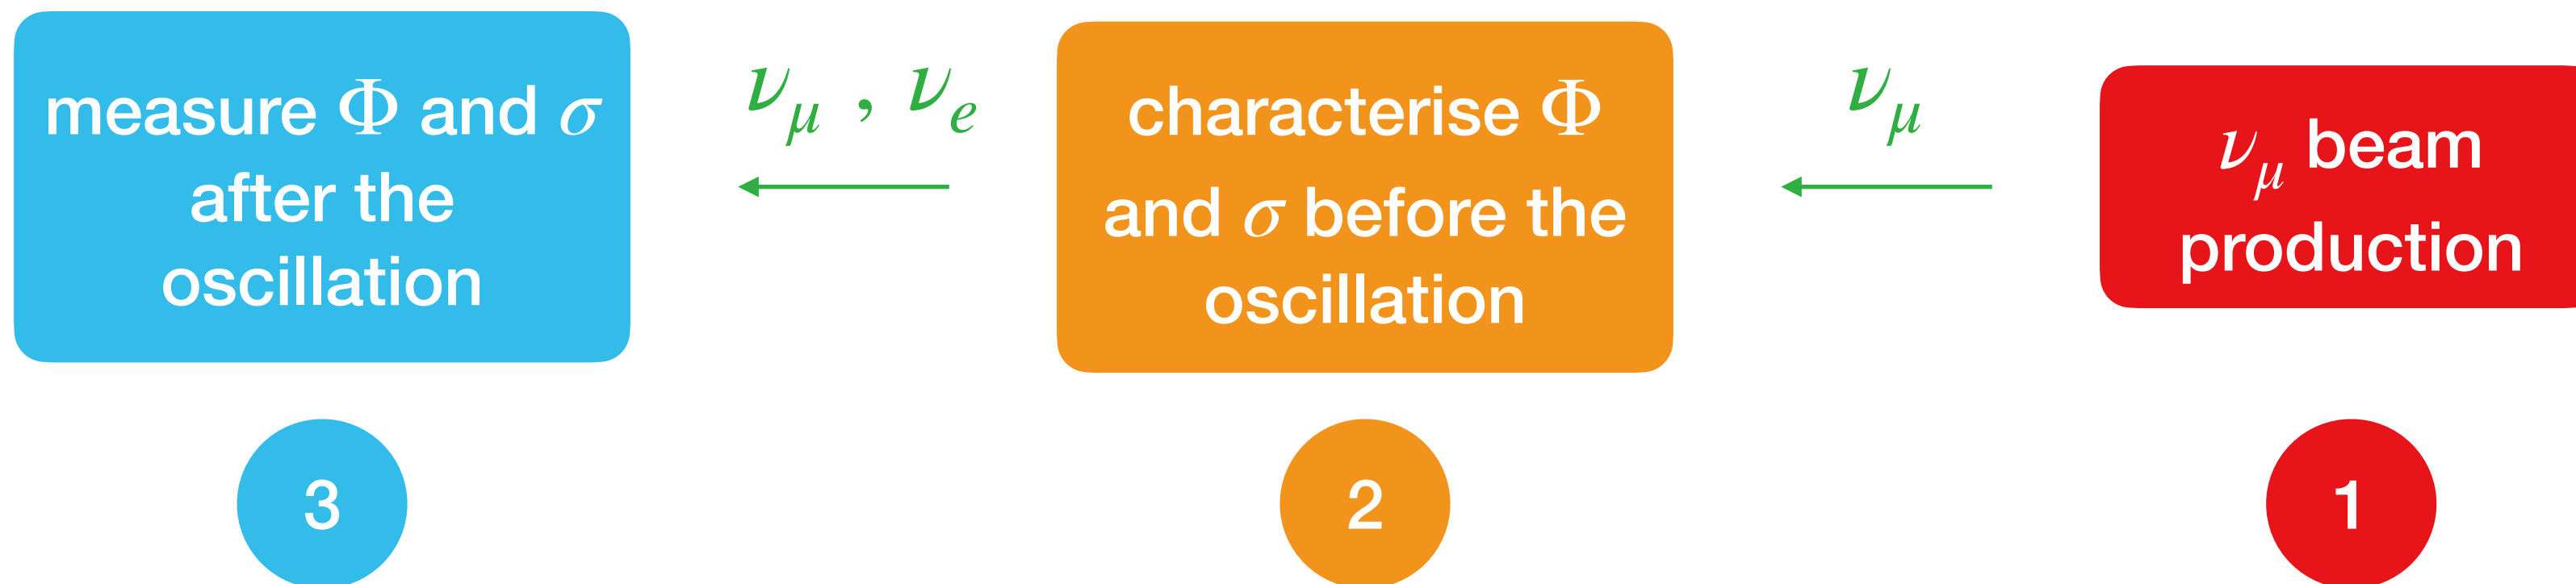 measure Φ and σ
after the
oscillation
ν_μ , ν_e
characterise Φ
and σ before the
oscillation
ν_μ
ν_μ beam
production
3
2
1